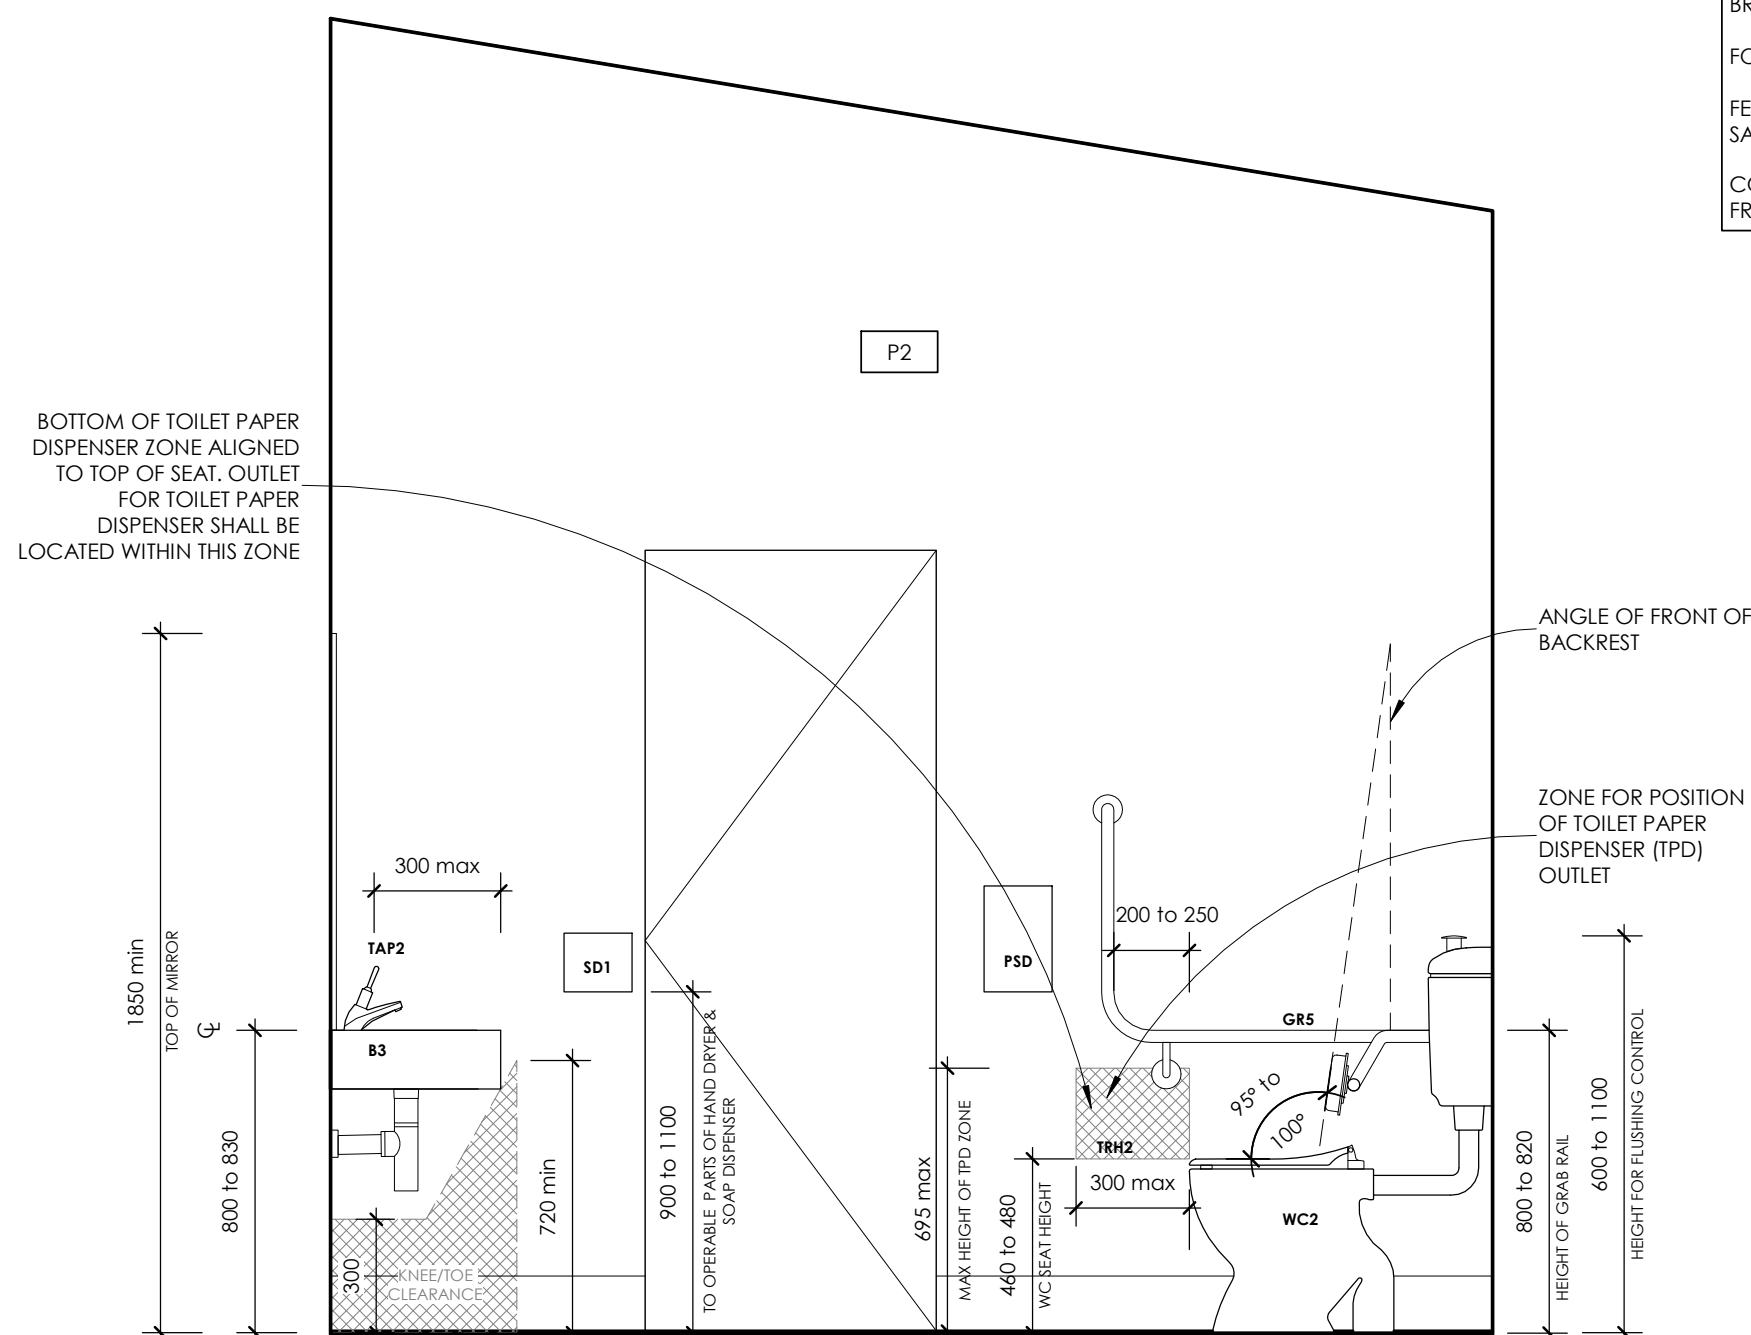 BR
FO
FE
SA
CO
FR
P2
BOTTOM OF TOILET PAPER
DISPENSER ZONE ALIGNED
TO TOP OF SEAT. OUTLET
FOR TOILET PAPER
DISPENSER SHALL BE
LOCATED WITHIN THIS ZONE
ANGLE OF FRONT OF
BACKREST
ZONE FOR POSITION
OF TOILET PAPER
DISPENSER (TPD)
OUTLET
300 max
200 to 250
TAP2
SD1
PSD
1850 min
TOP OF MIRROR
℄
B3
GR5
800 to 830
720 min
900 to 1100
TO OPERABLE PARTS OF HAND DRYER &
SOAP DISPENSER
695 max
MAX HEIGHT OF TPD ZONE
460 to 480
WC SEAT HEIGHT
TRH2
300 max
95° to
100°
WC2
800 to 820
HEIGHT OF GRAB RAIL
600 to 1100
HEIGHT FOR FLUSHING CONTROL
300
KNEE/TOE
CLEARANCE